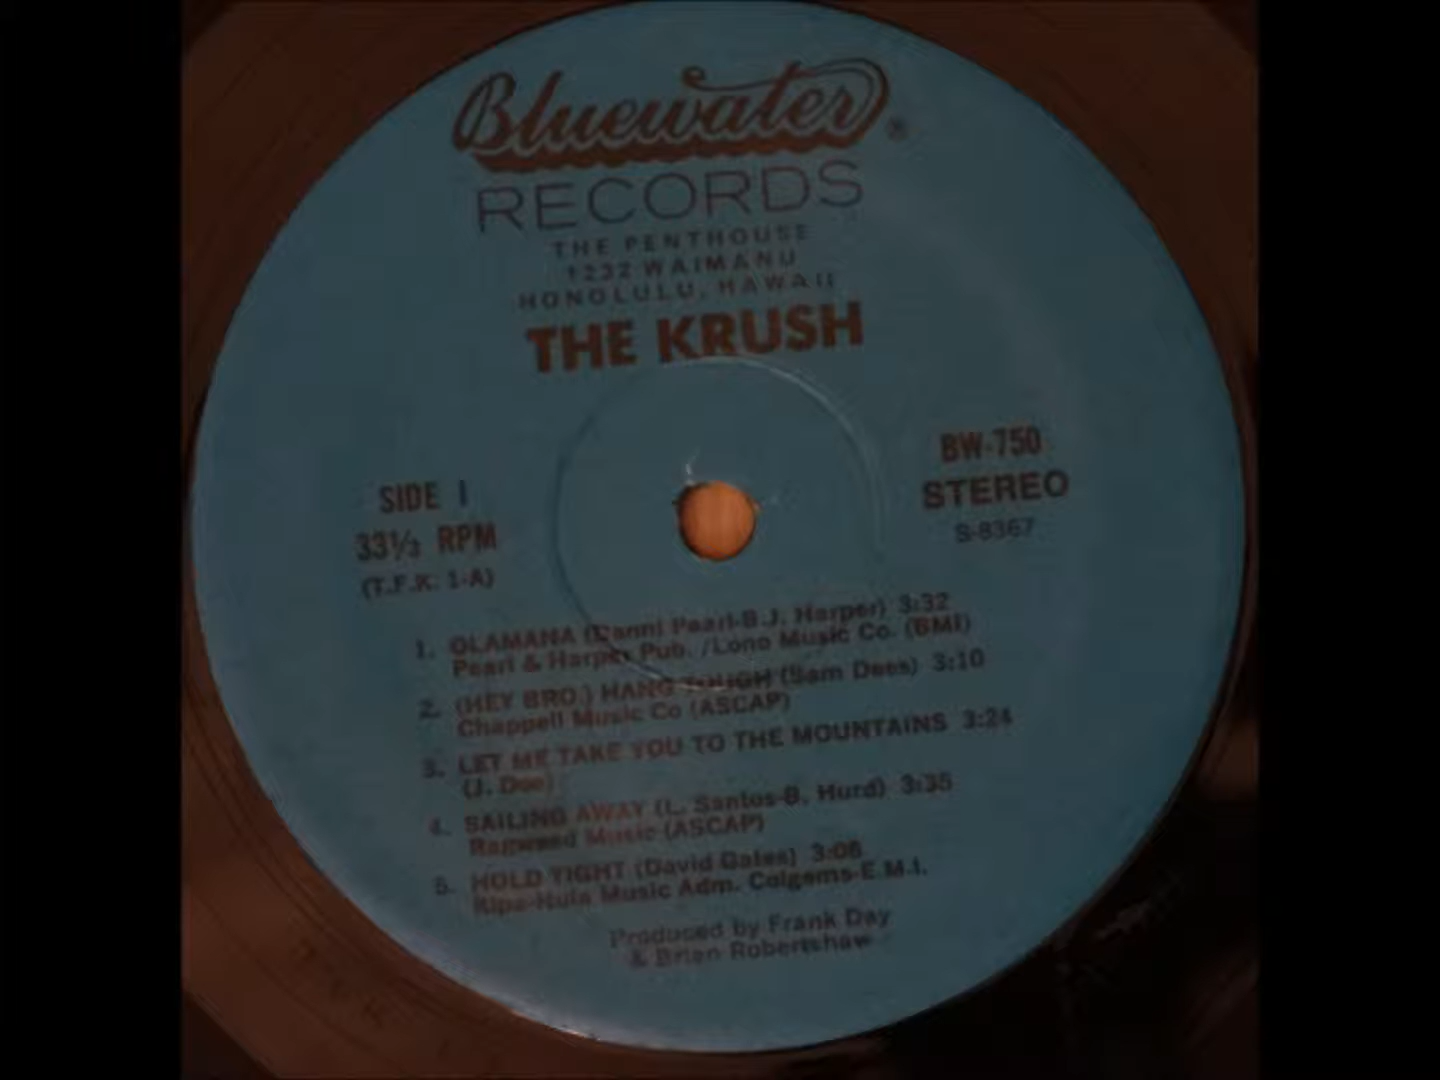 Bluewater ®
RECORDS
THE PENTHOUSE
1232 WAIMANU
HONOLULU, HAWAII
THE KRUSH
SIDE 1
33⅓ RPM
(T.F.K. 1-A)
BW-750
STEREO
S-8367
1. OLAMANA (Danni Pearl-B.J. Harper) 3:32
Pearl & Harper Pub. /Lono Music Co. (BMI)
2. (HEY BRO.) HANG TOUGH (Sam Dees) 3:10
Chappell Music Co (ASCAP)
3. LET ME TAKE YOU TO THE MOUNTAINS 3:24
(J. Doe)
4. SAILING AWAY (L. Santos-B. Hurd) 3:35
Ragweed Music (ASCAP)
5. HOLD TIGHT (David Gates) 3:08
Kipa-Hula Music Adm. Colgems-E.M.I.
Produced by Frank Day
& Brian Robertshaw